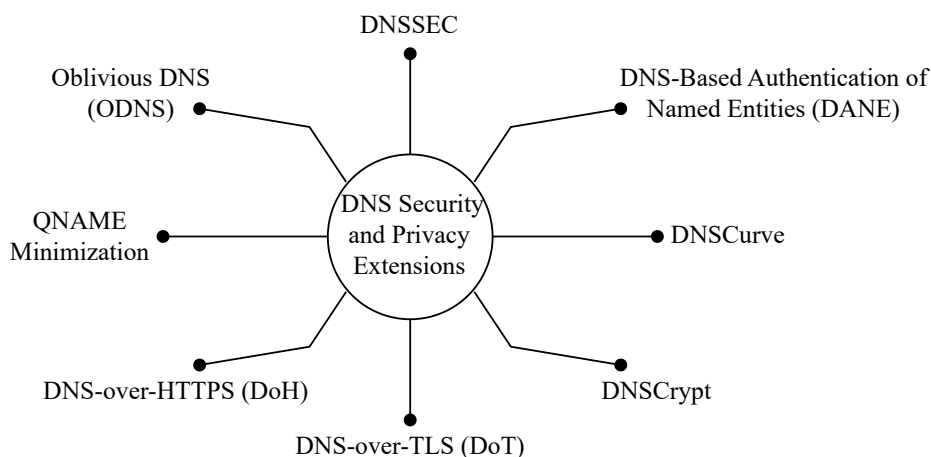 DNSSEC
Oblivious DNS
(ODNS)
DNS-Based Authentication of
Named Entities (DANE)
DNS Security
and Privacy
Extensions
QNAME
Minimization
DNSCurve
DNS-over-HTTPS (DoH)
DNSCrypt
DNS-over-TLS (DoT)